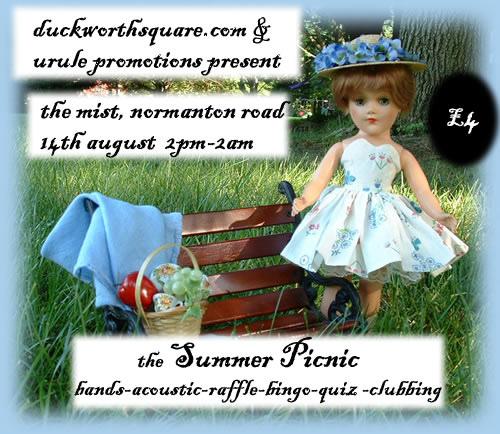 duckworthsquare.com &
urule promotions present
the mist, normanton road
14th august 2pm-2am
£4
the Summer Picnic
bands-acoustic-raffle-bingo-quiz -clubbing